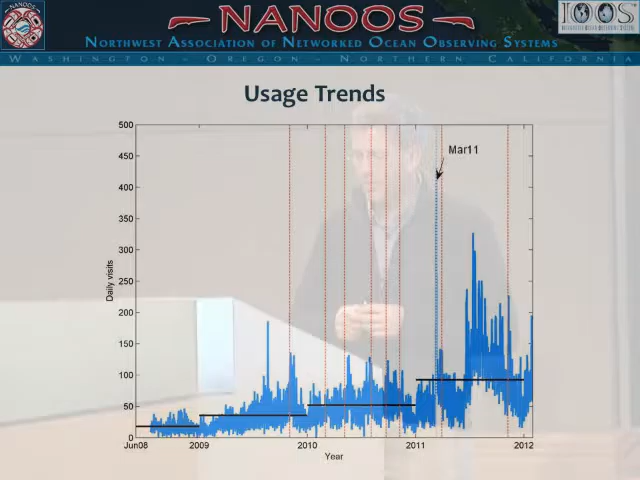 NANOOS
IOOS
NORTHWEST ASSOCIATION OF NETWORKED OCEAN OBSERVING SYSTEMS
WASHINGTON - OREGON - NORTHERN CALIFORNIA
Usage Trends
500
450
400
350
300
250
200
150
100
50
0
Daily visits
Mar11
Jun08
2009
2010
2011
2012
Year